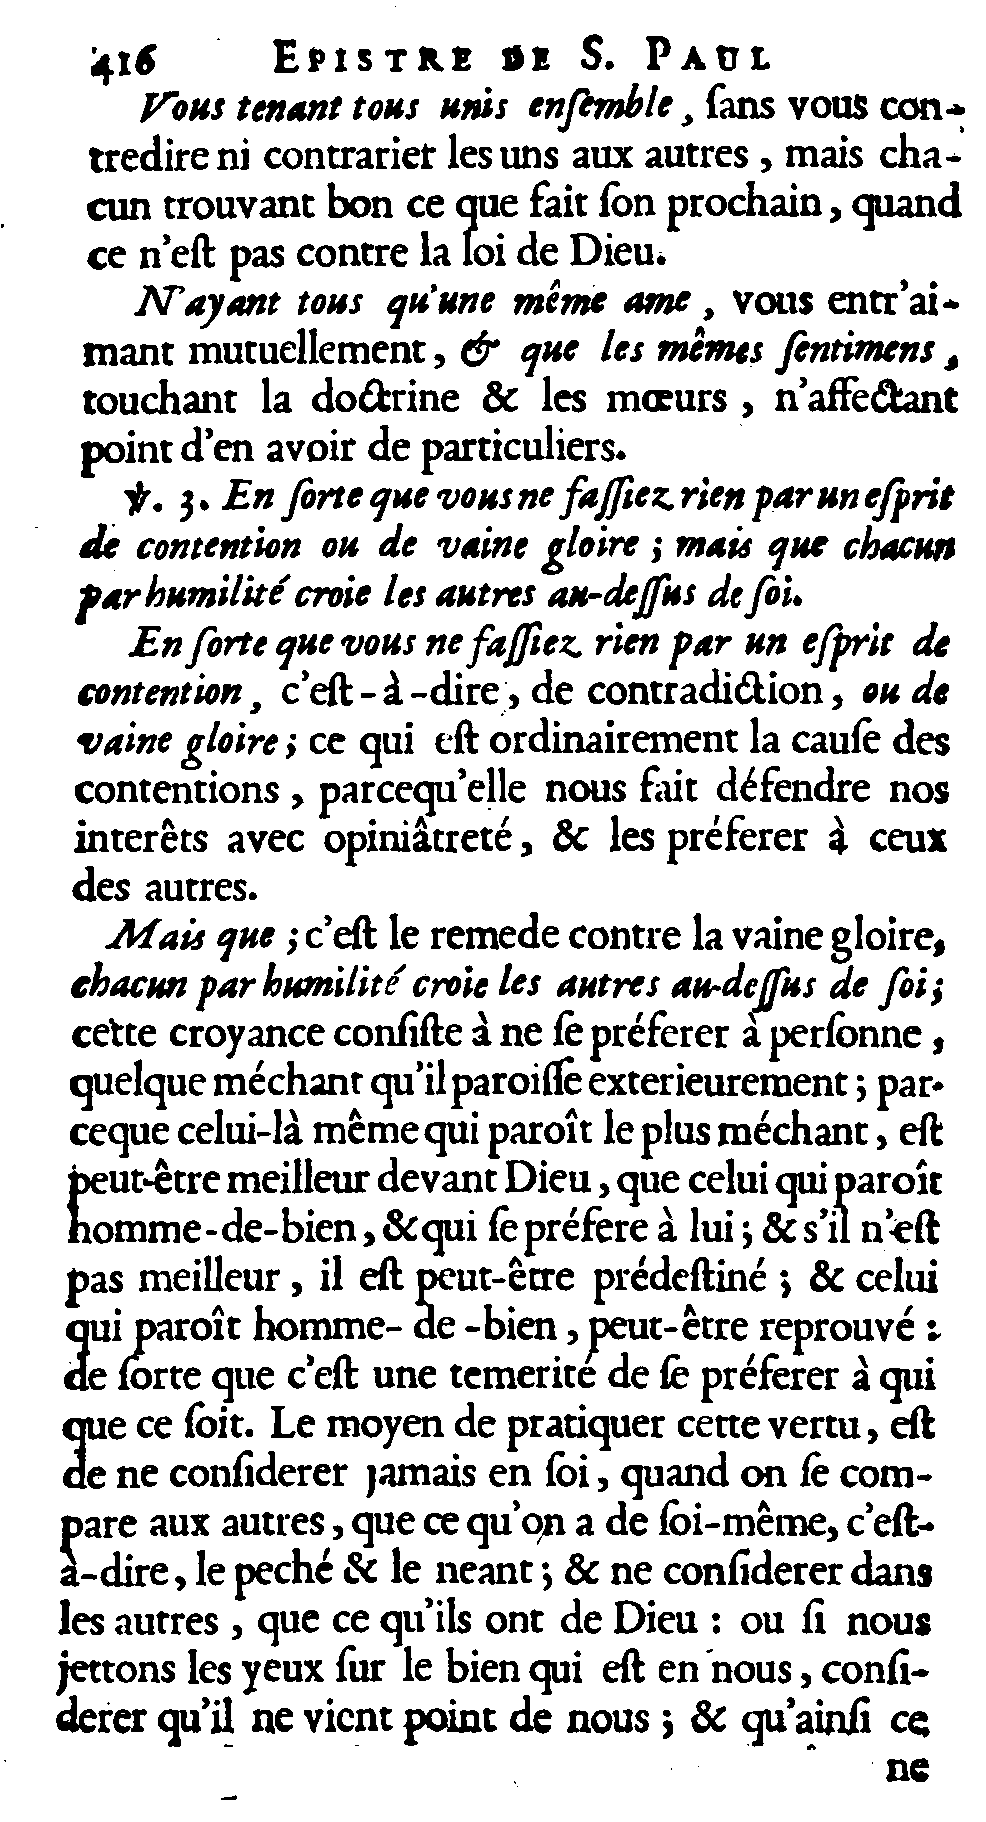 416 EPISTRE DE S. PAUL
Vous tenant tous unis enſemble, ſans vous con-
tredire ni contrarier les uns aux autres, mais cha-
cun trouvant bon ce que fait ſon prochain, quand
ce n'eſt pas contre la loi de Dieu.
N'ayant tous qu'une même ame, vous entr'ai-
mant mutuellement, & que les mêmes ſentimens,
touchant la doctrine & les mœurs, n'affectant
point d'en avoir de particuliers.
℣. 3. En ſorte que vous ne faſſiez rien par un eſprit
de contention ou de vaine gloire; mais que chacun
par humilité croie les autres au-deſſus de ſoi.
En ſorte que vous ne faſſiez rien par un eſprit de
contention, c'eſt-à-dire, de contradiction, ou de
vaine gloire; ce qui eſt ordinairement la cauſe des
contentions, parcequ'elle nous fait défendre nos
interêts avec opiniâtreté, & les préferer à ceux
des autres.
Mais que; c'eſt le remede contre la vaine gloire,
chacun par humilité croie les autres au-deſſus de ſoi;
cette croyance conſiſte à ne ſe préferer à perſonne,
quelque méchant qu'il paroiſſe exterieurement; par-
ceque celui-là même qui paroît le plus méchant, eſt
peut-être meilleur devant Dieu, que celui qui paroît
homme-de-bien, & qui ſe préfere à lui; & s'il n'eſt
pas meilleur, il eſt peut-être prédeſtiné; & celui
qui paroît homme-de-bien, peut-être reprouvé:
de ſorte que c'eſt une temerité de ſe préferer à qui
que ce ſoit. Le moyen de pratiquer cette vertu, eſt
de ne conſiderer jamais en ſoi, quand on ſe com-
pare aux autres, que ce qu'on a de ſoi-même, c'eſt-
à-dire, le peché & le neant; & ne conſiderer dans
les autres, que ce qu'ils ont de Dieu: ou ſi nous
jettons les yeux ſur le bien qui eſt en nous, conſi-
derer qu'il ne vient point de nous; & qu'ainſi ce
ne